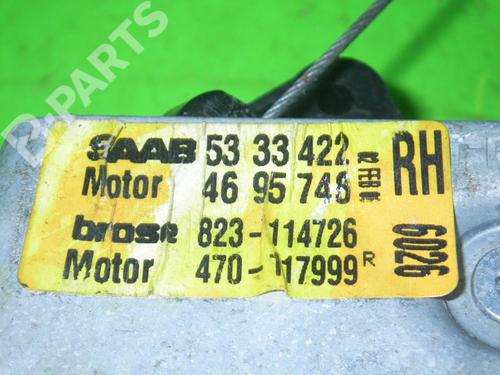 B-PARTS
SAAB 53 33 422
Motor 46 95 748
RH
brose 823-114726
Motor 470-117999 R
6026